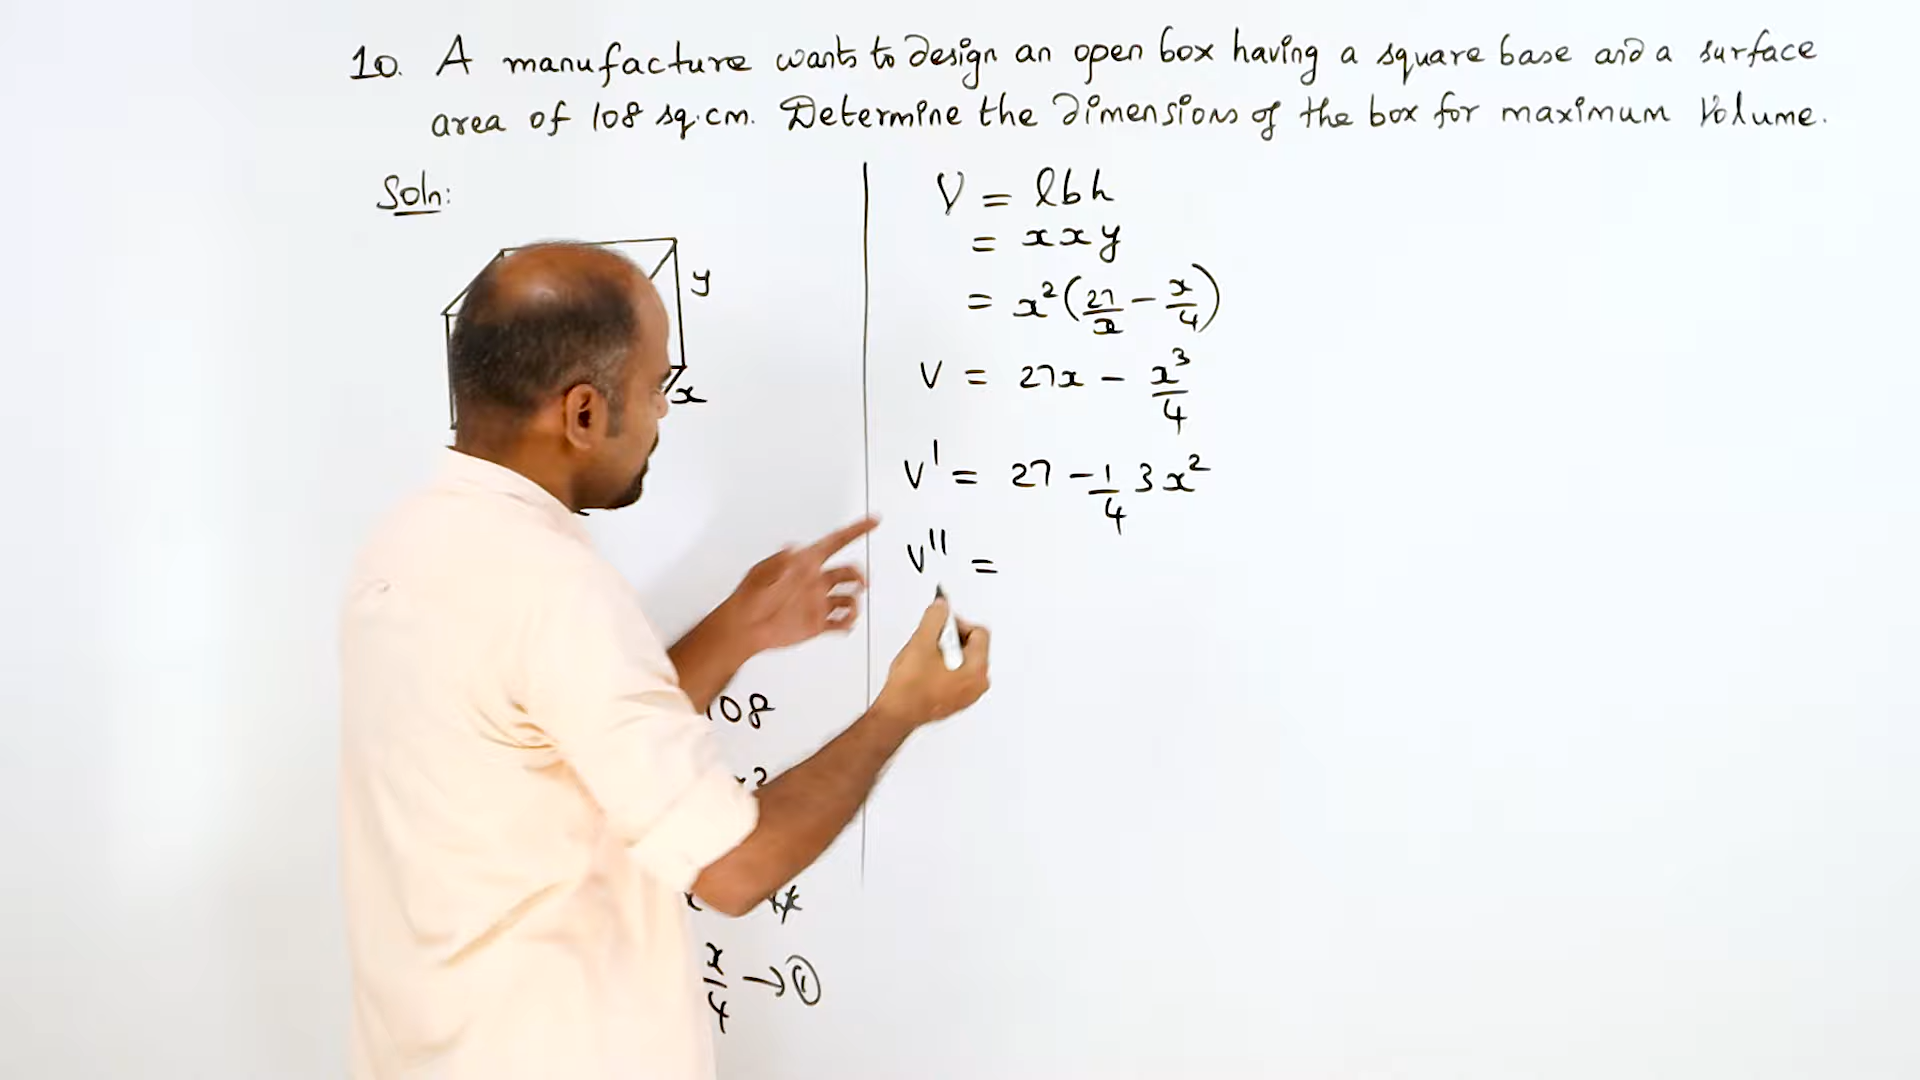 10. A manufacture wants to design an open box having a square base and a surface
area of 108 sq.cm. Determine the dimensions of the box for maximum Volume.
Soln:
y
x
108
x/4 → ①
V = lbh
= x x y
= x²(27/x − x/4)
V = 27x − x³/4
V' = 27 − 1/4 3x²
V'' =